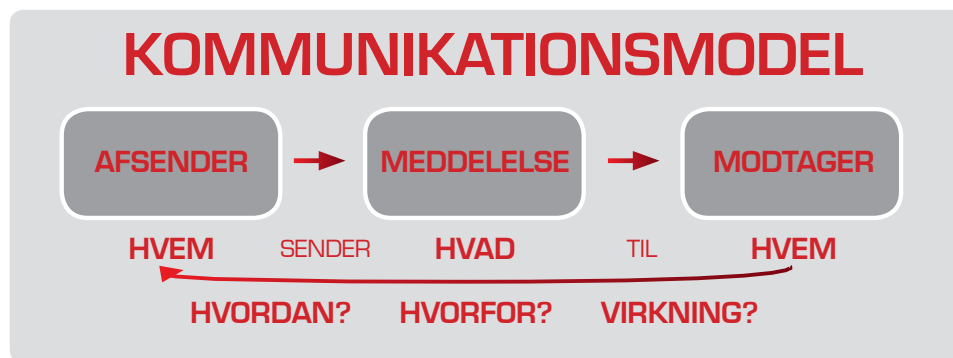 KOMMUNIKATIONSMODEL
AFSENDER MEDDELELSE MODTAGER
HVEM SENDER HVAD TIL HVEM
HVORDAN? HVORFOR? VIRKNING?